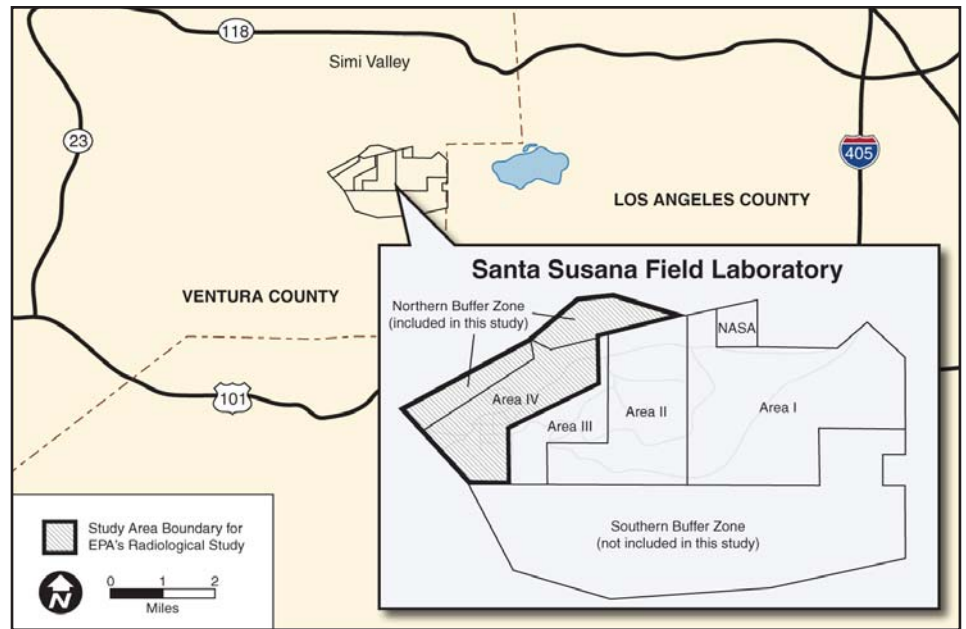 118
Simi Valley
23
405
LOS ANGELES COUNTY
VENTURA COUNTY
101
Santa Susana Field Laboratory
Northern Buffer Zone
(included in this study)
NASA
Area IV
Area III
Area II
Area I
Southern Buffer Zone
(not included in this study)
Study Area Boundary for
EPA's Radiological Study
N
0 1 2
Miles